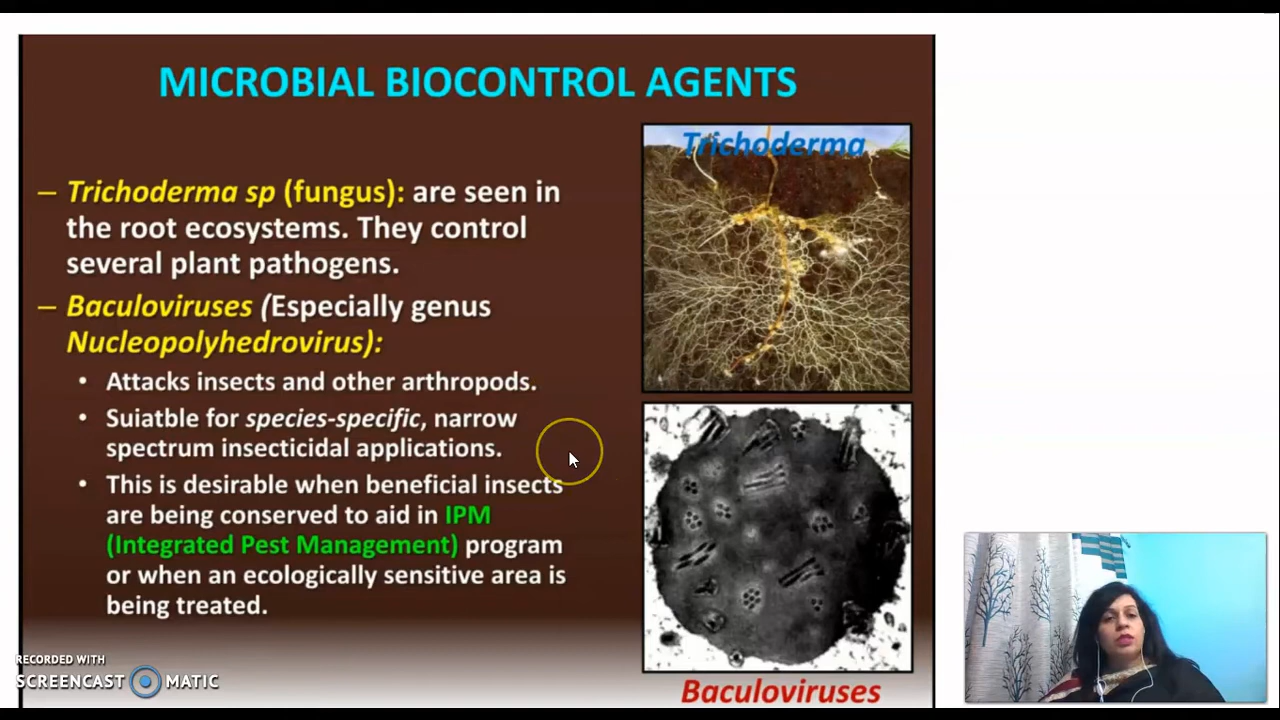 MICROBIAL BIOCONTROL AGENTS
– Trichoderma sp (fungus): are seen in
the root ecosystems. They control
several plant pathogens.
– Baculoviruses (Especially genus
Nucleopolyhedrovirus):
• Attacks insects and other arthropods.
• Suiatble for species-specific, narrow
spectrum insecticidal applications.
• This is desirable when beneficial insects
are being conserved to aid in IPM
(Integrated Pest Management) program
or when an ecologically sensitive area is
being treated.
Trichoderma
Baculoviruses
RECORDED WITH
SCREENCAST MATIC